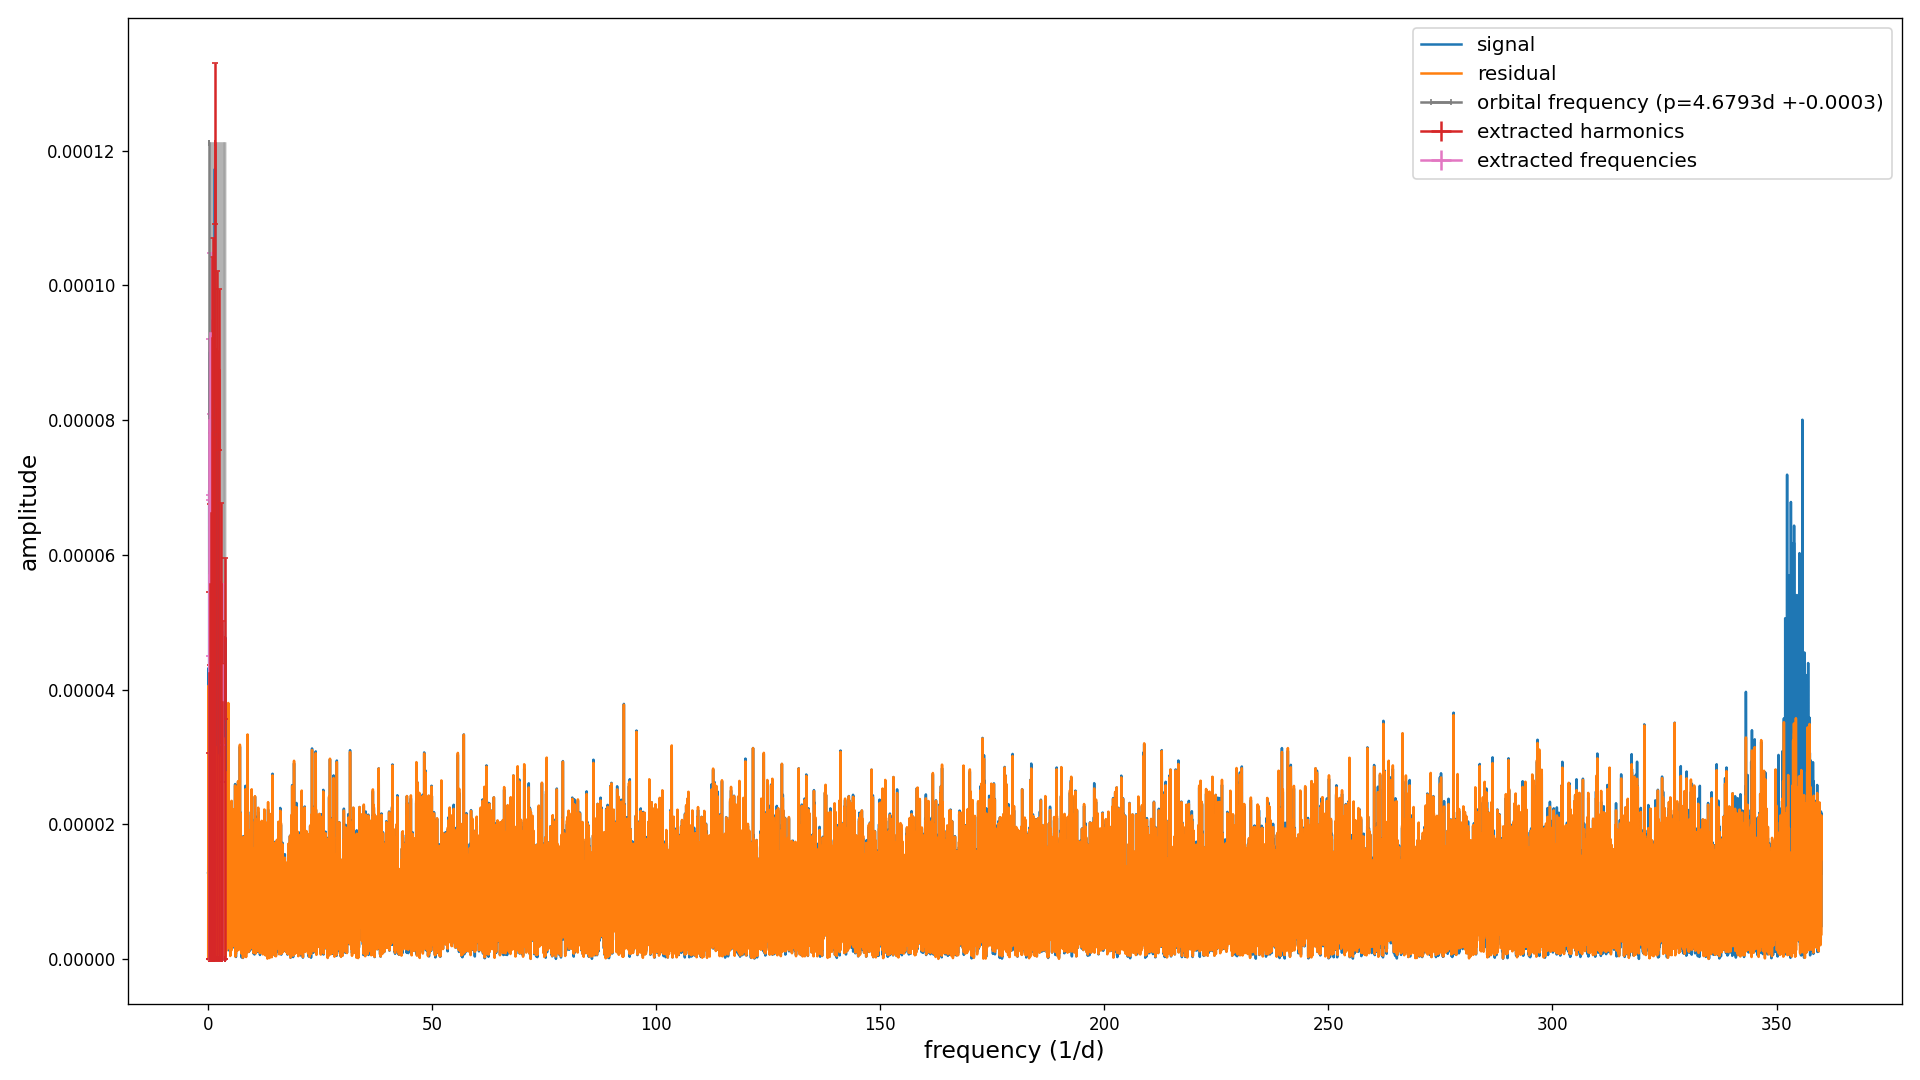 signal
residual
orbital frequency (p=4.6793d +-0.0003)
extracted harmonics
extracted frequencies
amplitude
0.00012
0.00010
0.00008
0.00006
0.00004
0.00002
0.00000
0 50 100 150 200 250 300 350
frequency (1/d)